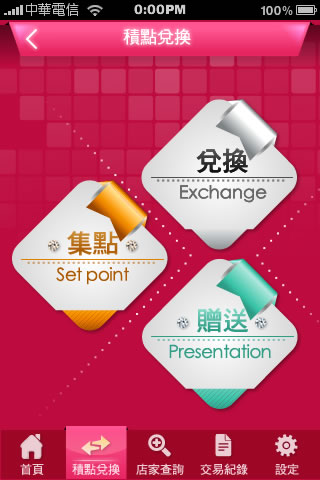 中華電信 0:00PM 100%
積點兌換
兌換
Exchange
集點
Set point
贈送
Presentation
首頁 積點兌換 店家查詢 交易紀錄 設定